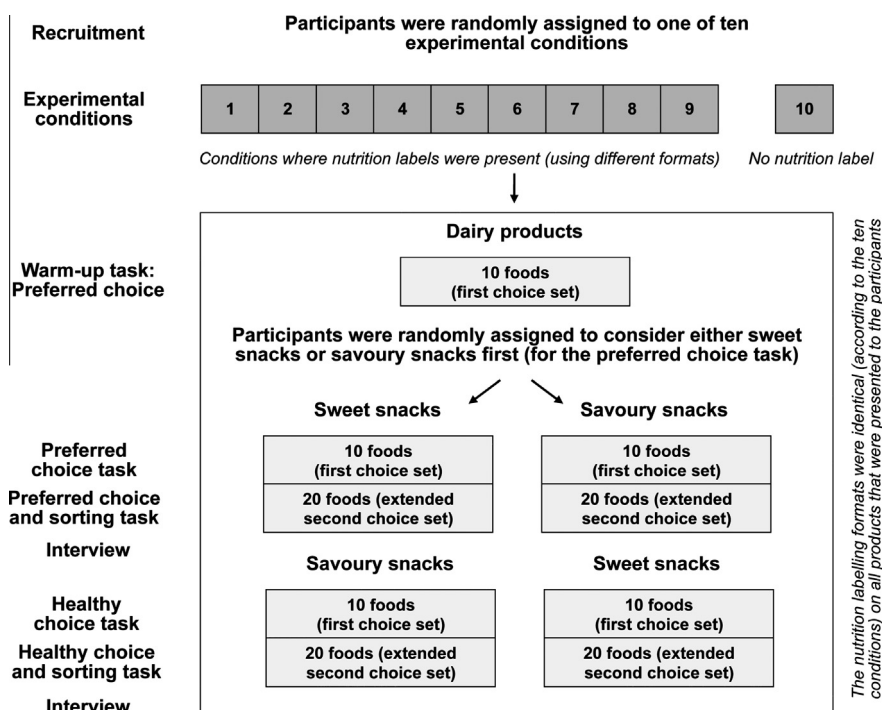 Recruitment
Participants were randomly assigned to one of ten
experimental conditions
Experimental
conditions
1 2 3 4 5 6 7 8 9 10
Conditions where nutrition labels were present (using different formats)
No nutrition label
Dairy products
Warm-up task:
Preferred choice
10 foods
(first choice set)
Participants were randomly assigned to consider either sweet
snacks or savoury snacks first (for the preferred choice task)
Sweet snacks
Savoury snacks
Preferred
choice task
10 foods
(first choice set)
10 foods
(first choice set)
Preferred choice
and sorting task
20 foods (extended
second choice set)
20 foods (extended
second choice set)
Interview
Savoury snacks
Sweet snacks
Healthy
choice task
10 foods
(first choice set)
10 foods
(first choice set)
Healthy choice
and sorting task
20 foods (extended
second choice set)
20 foods (extended
second choice set)
Interview
The nutrition labelling formats were identical (according to the ten
conditions) on all products that were presented to the participants